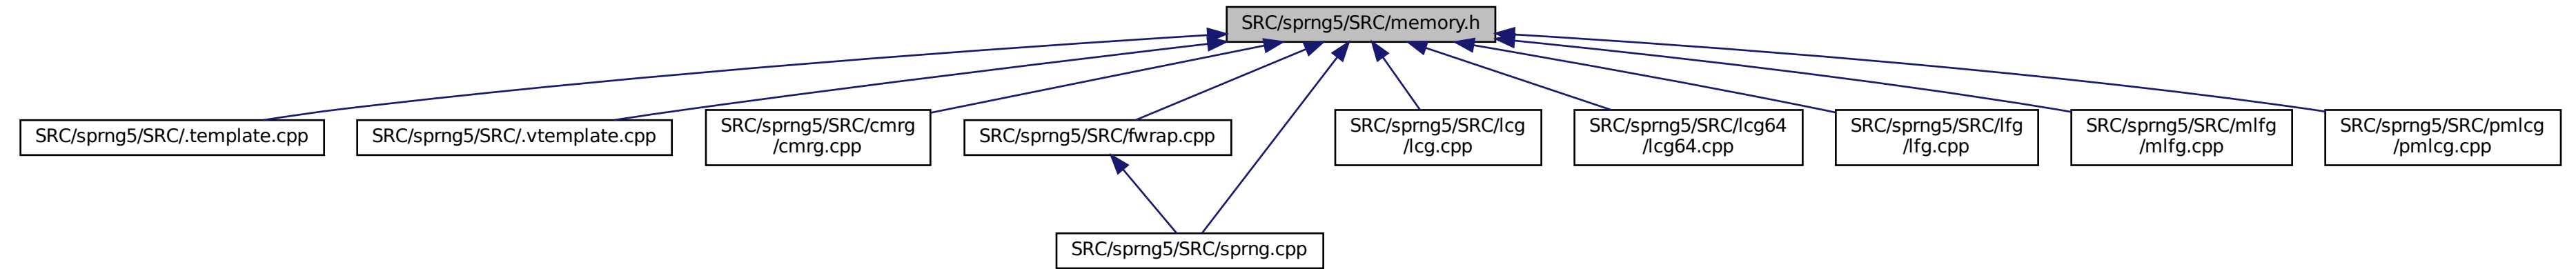 SRC/sprng5/SRC/memory.h
SRC/sprng5/SRC/.template.cpp
SRC/sprng5/SRC/.vtemplate.cpp
SRC/sprng5/SRC/cmrg
/cmrg.cpp
SRC/sprng5/SRC/fwrap.cpp
SRC/sprng5/SRC/lcg
/lcg.cpp
SRC/sprng5/SRC/lcg64
/lcg64.cpp
SRC/sprng5/SRC/lfg
/lfg.cpp
SRC/sprng5/SRC/mlfg
/mlfg.cpp
SRC/sprng5/SRC/pmlcg
/pmlcg.cpp
SRC/sprng5/SRC/sprng.cpp